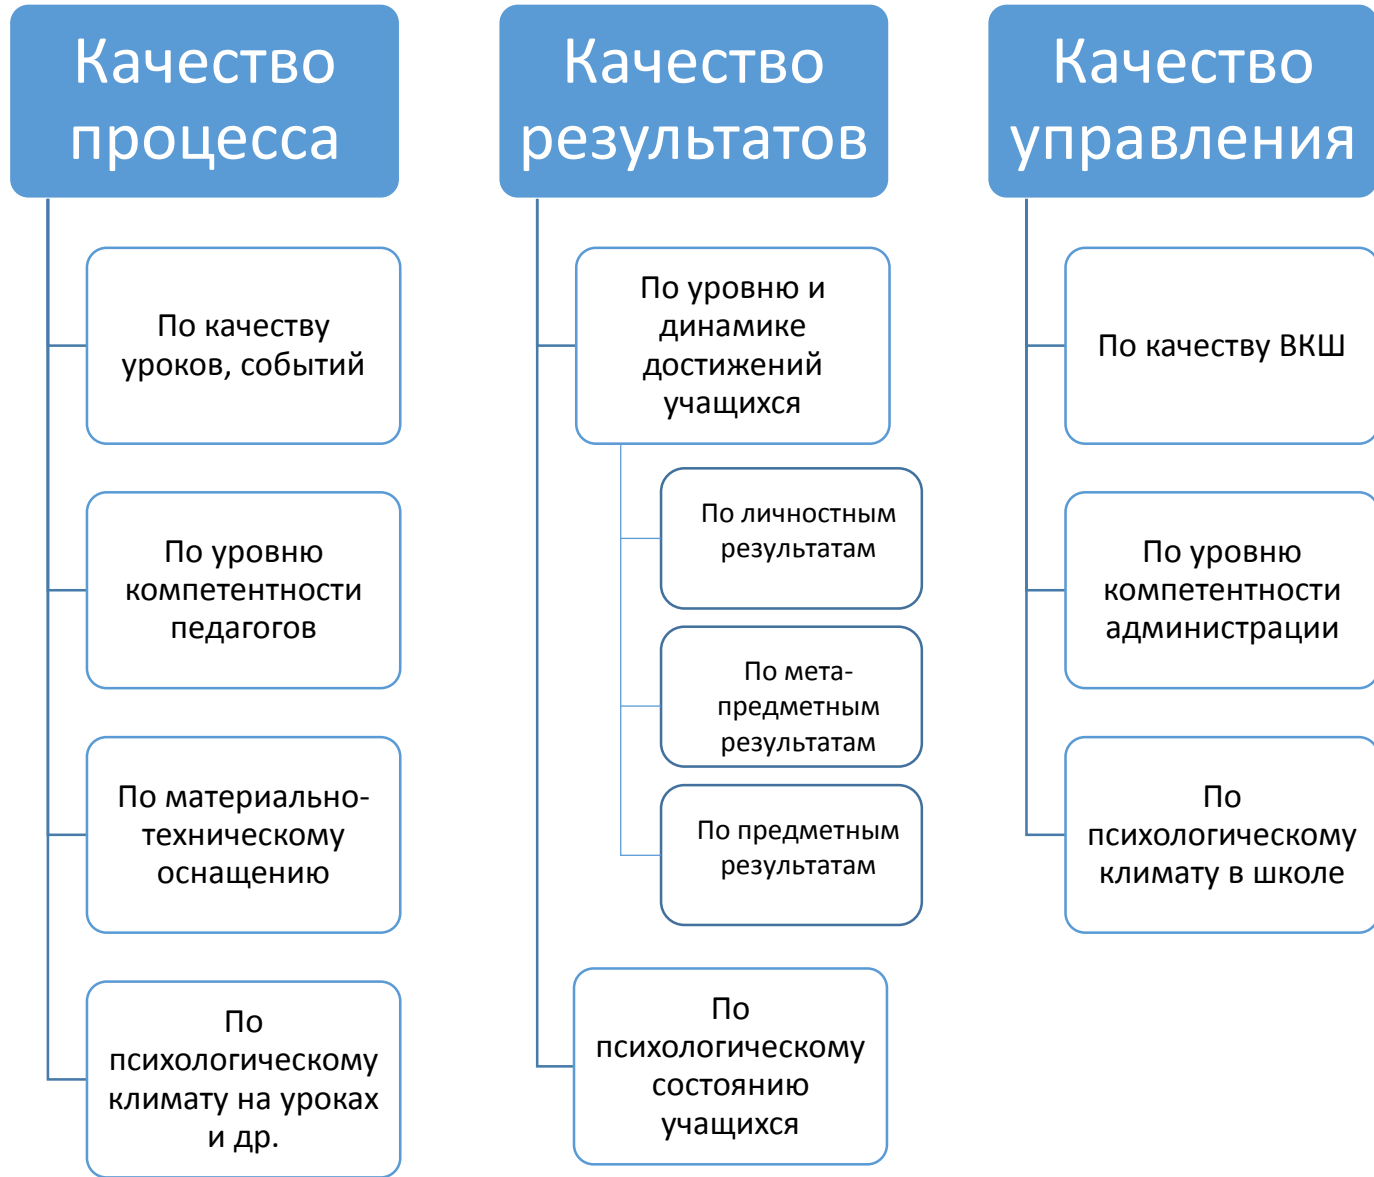 Качество
процесса
По качеству
уроков, событий
По уровню
компетентности
педагогов
По материально-
техническому
оснащению
По
психологическому
климату на уроках
и др.
Качество
результатов
По уровню и
динамике
достижений
учащихся
По личностным
результатам
По мета-
предметным
результатам
По предметным
результатам
По
психологическому
состоянию
учащихся
Качество
управления
По качеству ВКШ
По уровню
компетентности
администрации
По
психологическому
климату в школе